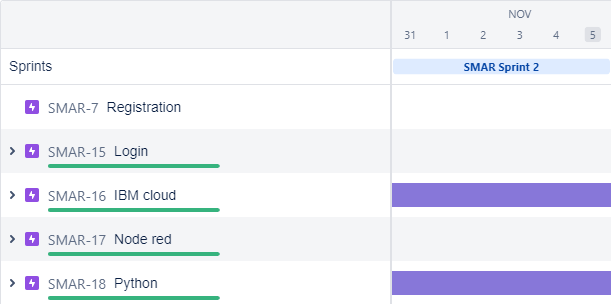 NOV
31 1 2 3 4 5
Sprints SMAR Sprint 2
SMAR-7 Registration
SMAR-15 Login
SMAR-16 IBM cloud
SMAR-17 Node red
SMAR-18 Python